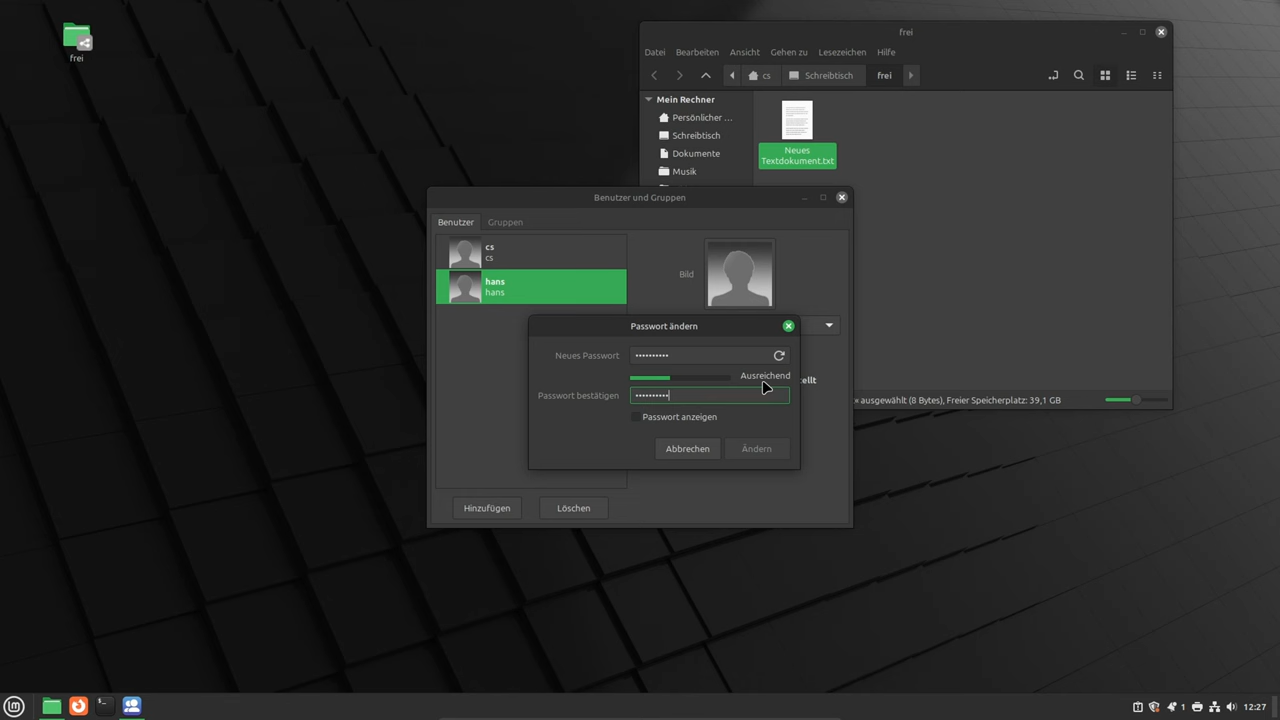 frei
frei
Datei Bearbeiten Ansicht Gehen zu Lesezeichen Hilfe
cs Schreibtisch frei
Mein Rechner
Persönlicher ...
Schreibtisch
Dokumente
Musik
Neues
Textdokument.txt
Benutzer und Gruppen
Benutzer Gruppen
cs
cs
hans
hans
Bild
Passwort ändern
Neues Passwort ••••••••••
Ausreichend
Passwort bestätigen ••••••••••
Passwort anzeigen
Abbrechen Ändern
Hinzufügen Löschen
ausgewählt (8 Bytes), Freier Speicherplatz: 39,1 GB
1 12:27